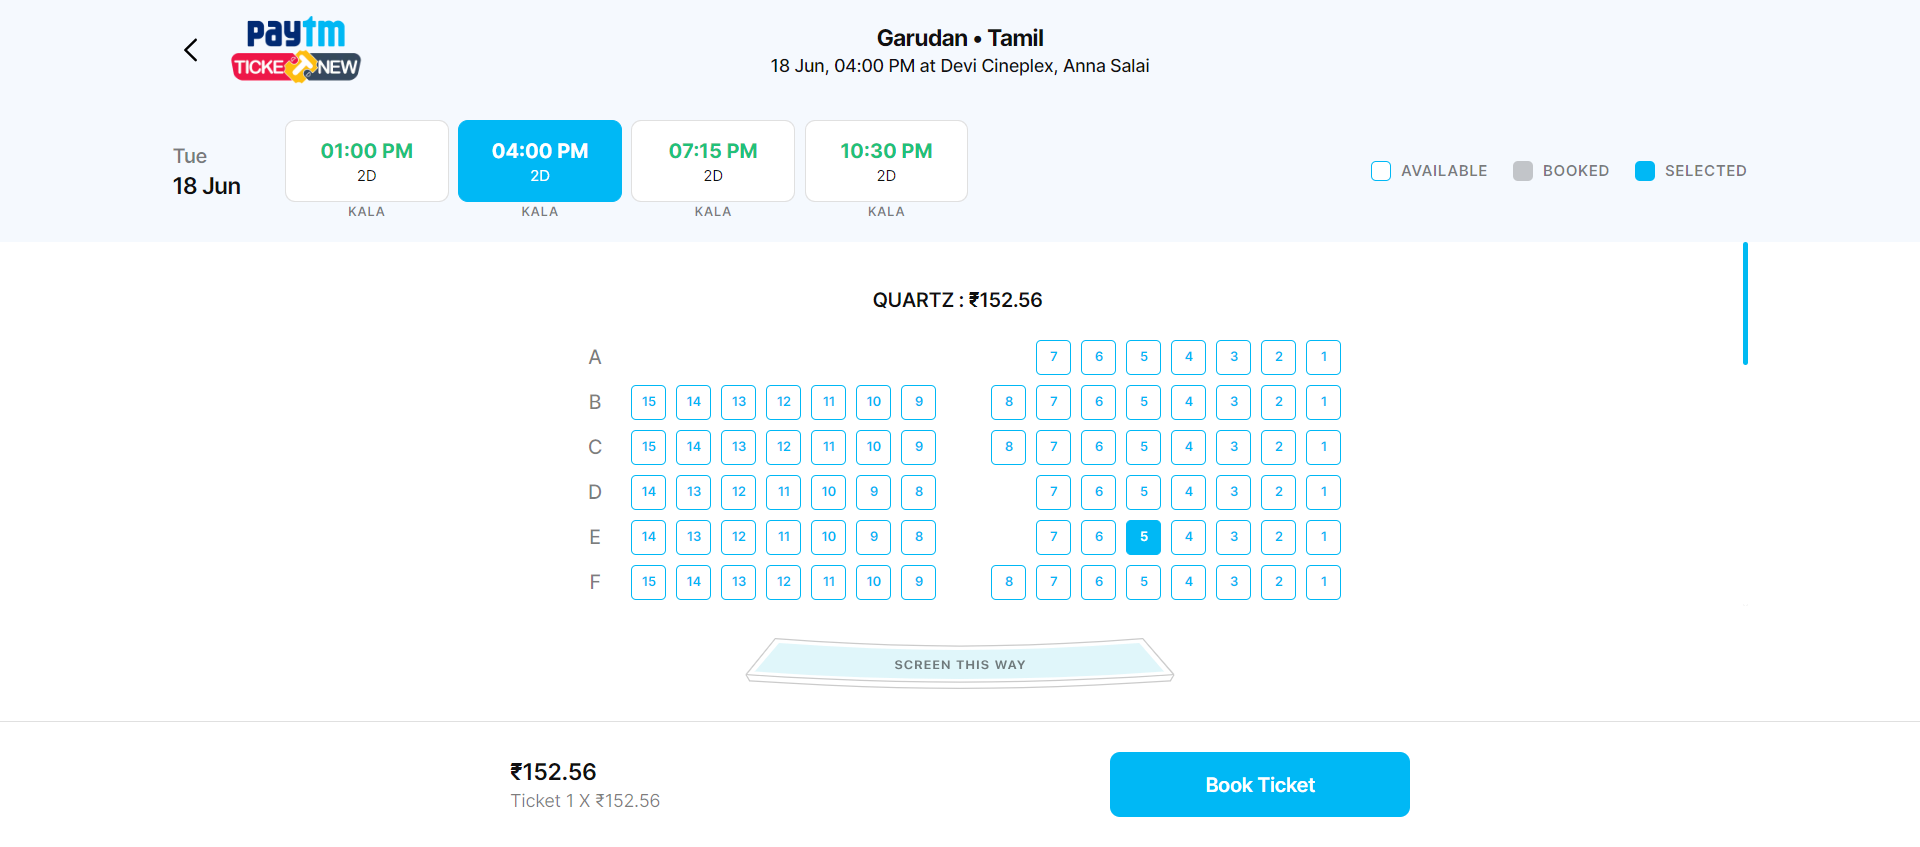 paytm
TICKETNEW
Garudan • Tamil
18 Jun, 04:00 PM at Devi Cineplex, Anna Salai
Tue
18 Jun
01:00 PM
2D
KALA
04:00 PM
2D
KALA
07:15 PM
2D
KALA
10:30 PM
2D
KALA
AVAILABLE BOOKED SELECTED
QUARTZ : ₹152.56
A 7 6 5 4 3 2 1
B 15 14 13 12 11 10 9 8 7 6 5 4 3 2 1
C 15 14 13 12 11 10 9 8 7 6 5 4 3 2 1
D 14 13 12 11 10 9 8 7 6 5 4 3 2 1
E 14 13 12 11 10 9 8 7 6 5 4 3 2 1
F 15 14 13 12 11 10 9 8 7 6 5 4 3 2 1
SCREEN THIS WAY
₹152.56
Ticket 1 X ₹152.56
Book Ticket